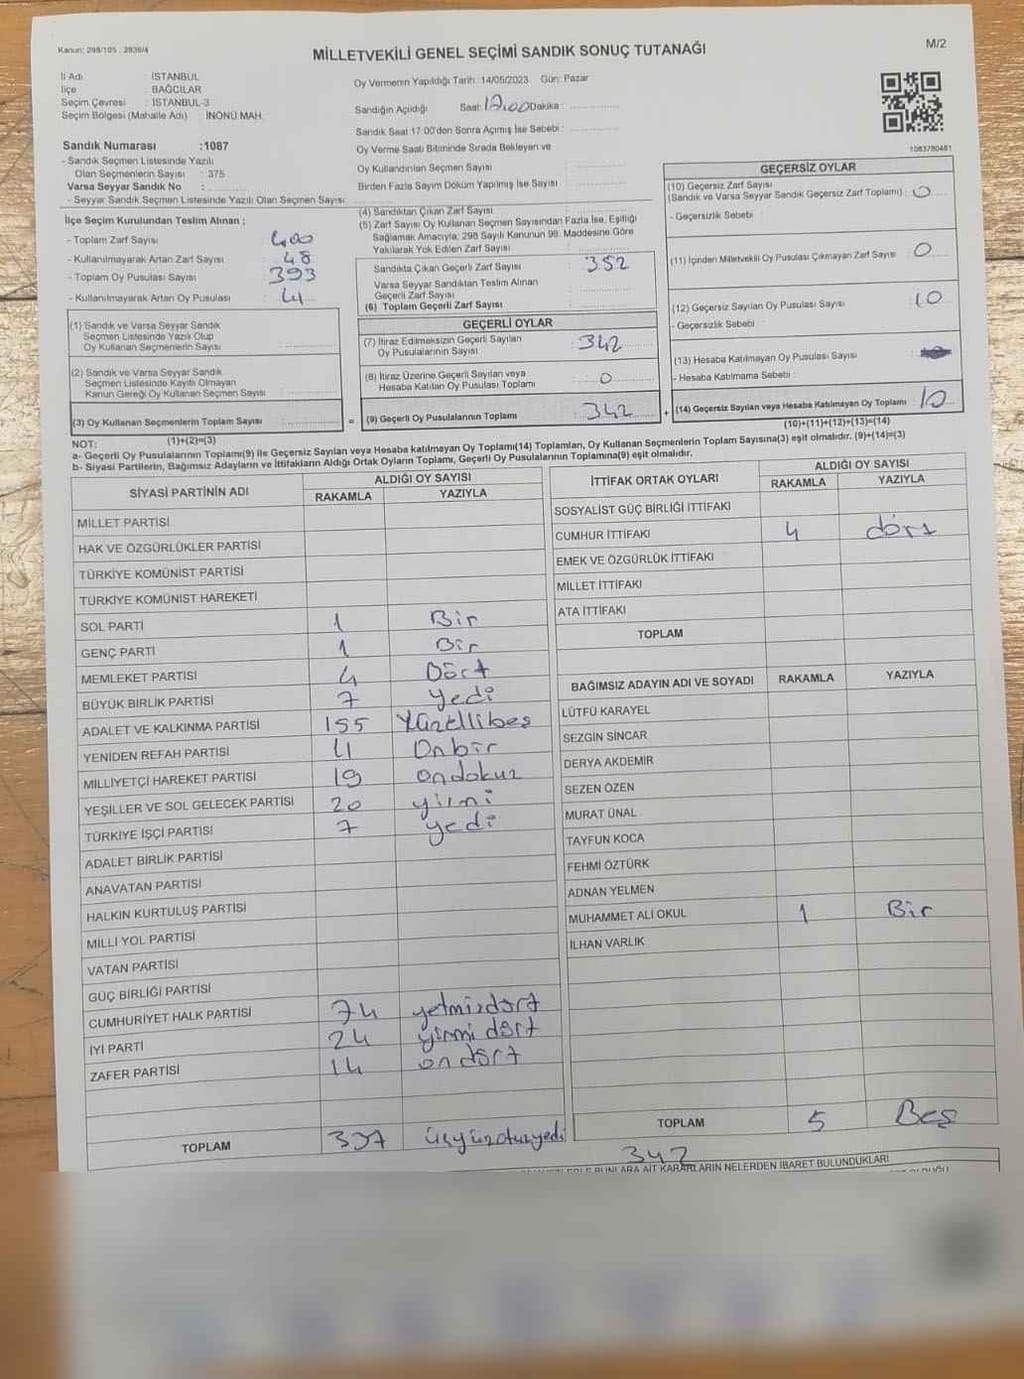 Kanun: 298/105 . 2839/4
MİLLETVEKİLİ GENEL SEÇİMİ SANDIK SONUÇ TUTANAĞI
M/2
İl Adı : İSTANBUL
İlçe : BAĞCILAR
Seçim Çevresi : İSTANBUL-3
Seçim Bölgesi (Mahalle Adı) : İNÖNÜ MAH.
Oy Vermenin Yapıldığı Tarih: 14/05/2023 Gün: Pazar
Sandığın Açıldığı Saat: 17.00 Dakika :
Sandık Saat 17:00'den Sonra Açımış İse Sebebi :
Sandık Numarası :1087
- Sandık Seçmen Listesinde Yazılı
Olan Seçmenlerin Sayısı : 375
Varsa Seyyar Sandık No :
- Seyyar Sandık Seçmen Listesinde Yazılı Olan Seçmen Sayısı:
Oy Verme Saati Bitiminde Sırada Bekleyen ve
Oy Kullandırılan Seçmen Sayısı
Birden Fazla Sayım Döküm Yapılmış İse Sayısı
1083780481
İlçe Seçim Kurulundan Teslim Alınan ;
- Toplam Zarf Sayısı : 400
- Kullanılmayarak Artan Zarf Sayısı : 48
- Toplam Oy Pusulası Sayısı : 393
- Kullanılmayarak Artan Oy Pusulası : 41
(4) Sandıktan Çıkan Zarf Sayısı
(5) Zarf Sayısı Oy Kullanan Seçmen Sayısından Fazla İse, Eşitliği
Sağlamak Amacıyla; 298 Sayılı Kanunun 98. Maddesine Göre
Yakılarak Yok Edilen Zarf Sayısı
Sandıkta Çıkan Geçerli Zarf Sayısı : 352
Varsa Seyyar Sandıktan Teslim Alınan
Geçerli Zarf Sayısı
(6) Toplam Geçerli Zarf Sayısı
GEÇERSİZ OYLAR
(10) Geçersiz Zarf Sayısı
(Sandık ve Varsa Seyyar Sandık Geçersiz Zarf Toplamı) : 0
- Geçersizlik Sebebi :
(11) İçinden Milletvekili Oy Pusulası Çıkmayan Zarf Sayısı : 0
(12) Geçersiz Sayılan Oy Pusulası Sayısı : 10
- Geçersizlik Sebebi :
(13) Hesaba Katılmayan Oy Pusulası Sayısı :
- Hesaba Katılmama Sebebi :
(14) Geçersiz Sayılan veya Hesaba Katılmayan Oy Toplamı : 10
(10)+(11)+(12)+(13)=(14)
(1) Sandık ve Varsa Seyyar Sandık
Seçmen Listesinde Yazılı Olup
Oy Kullanan Seçmenlerin Sayısı :
(2) Sandık ve Varsa Seyyar Sandık
Seçmen Listesinde Kayıtlı Olmayan
Kanun Gereği Oy Kullanan Seçmen Sayısı :
(3) Oy Kullanan Seçmenlerin Toplam Sayısı :
(1)+(2)=(3)
GEÇERLİ OYLAR
(7) İtiraz Edilmeksizin Geçerli Sayılan
Oy Pusulalarının Sayısı : 342
(8) İtiraz Üzerine Geçerli Sayılan veya
Hesaba Katılan Oy Pusulası Toplamı : 0
= (9) Geçerli Oy Pusulalarının Toplamı : 342 +
NOT:
a- Geçerli Oy Pusulalarının Toplamı(9) ile Geçersiz Sayılan veya Hesaba katılmayan Oy Toplamı(14) Toplamları, Oy Kullanan Seçmenlerin Toplam Sayısına(3) eşit olmalıdır. (9)+(14)=(3)
b- Siyasi Partilerin, Bağımsız Adayların ve İttifakların Aldığı Ortak Oyların Toplamı, Geçerli Oy Pusulalarının Toplamına(9) eşit olmalıdır.
SİYASİ PARTİNİN ADI ALDIĞI OY SAYISI
RAKAMLA YAZIYLA
MİLLET PARTİSİ
HAK VE ÖZGÜRLÜKLER PARTİSİ
TÜRKİYE KOMÜNİST PARTİSİ
TÜRKİYE KOMÜNİST HAREKETİ
SOL PARTİ 1 Bir
GENÇ PARTİ 1 Bir
MEMLEKET PARTİSİ 4 Dört
BÜYÜK BİRLİK PARTİSİ 7 yedi
ADALET VE KALKINMA PARTİSİ 155 Yüzellibeş
YENİDEN REFAH PARTİSİ 11 Onbir
MİLLİYETÇİ HAREKET PARTİSİ 19 ondokuz
YEŞİLLER VE SOL GELECEK PARTİSİ 20 yirmi
TÜRKİYE İŞÇİ PARTİSİ 7 yedi
ADALET BİRLİK PARTİSİ
ANAVATAN PARTİSİ
HALKIN KURTULUŞ PARTİSİ
MİLLİ YOL PARTİSİ
VATAN PARTİSİ
GÜÇ BİRLİĞİ PARTİSİ
CUMHURİYET HALK PARTİSİ 74 yetmişdört
İYİ PARTİ 24 yirmi dört
ZAFER PARTİSİ 14 ondört
TOPLAM 337 üçyüzotuzyedi
İTTİFAK ORTAK OYLARI ALDIĞI OY SAYISI
RAKAMLA YAZIYLA
SOSYALİST GÜÇ BİRLİĞİ İTTİFAKI
CUMHUR İTTİFAKI 4 dört
EMEK VE ÖZGÜRLÜK İTTİFAKI
MİLLET İTTİFAKI
ATA İTTİFAKI
TOPLAM
BAĞIMSIZ ADAYIN ADI VE SOYADI RAKAMLA YAZIYLA
LÜTFÜ KARAYEL
SEZGİN SİNCAR
DERYA AKDEMİR
SEZEN ÖZEN
MURAT ÜNAL
TAYFUN KOCA
FEHMİ ÖZTÜRK
ADNAN YELMEN
MUHAMMET ALİ OKUL 1 Bir
İLHAN VARLIK
TOPLAM 5 Beş
342
BUNLARA AİT KARARLARIN NELERDEN İBARET BULUNDUKLARI